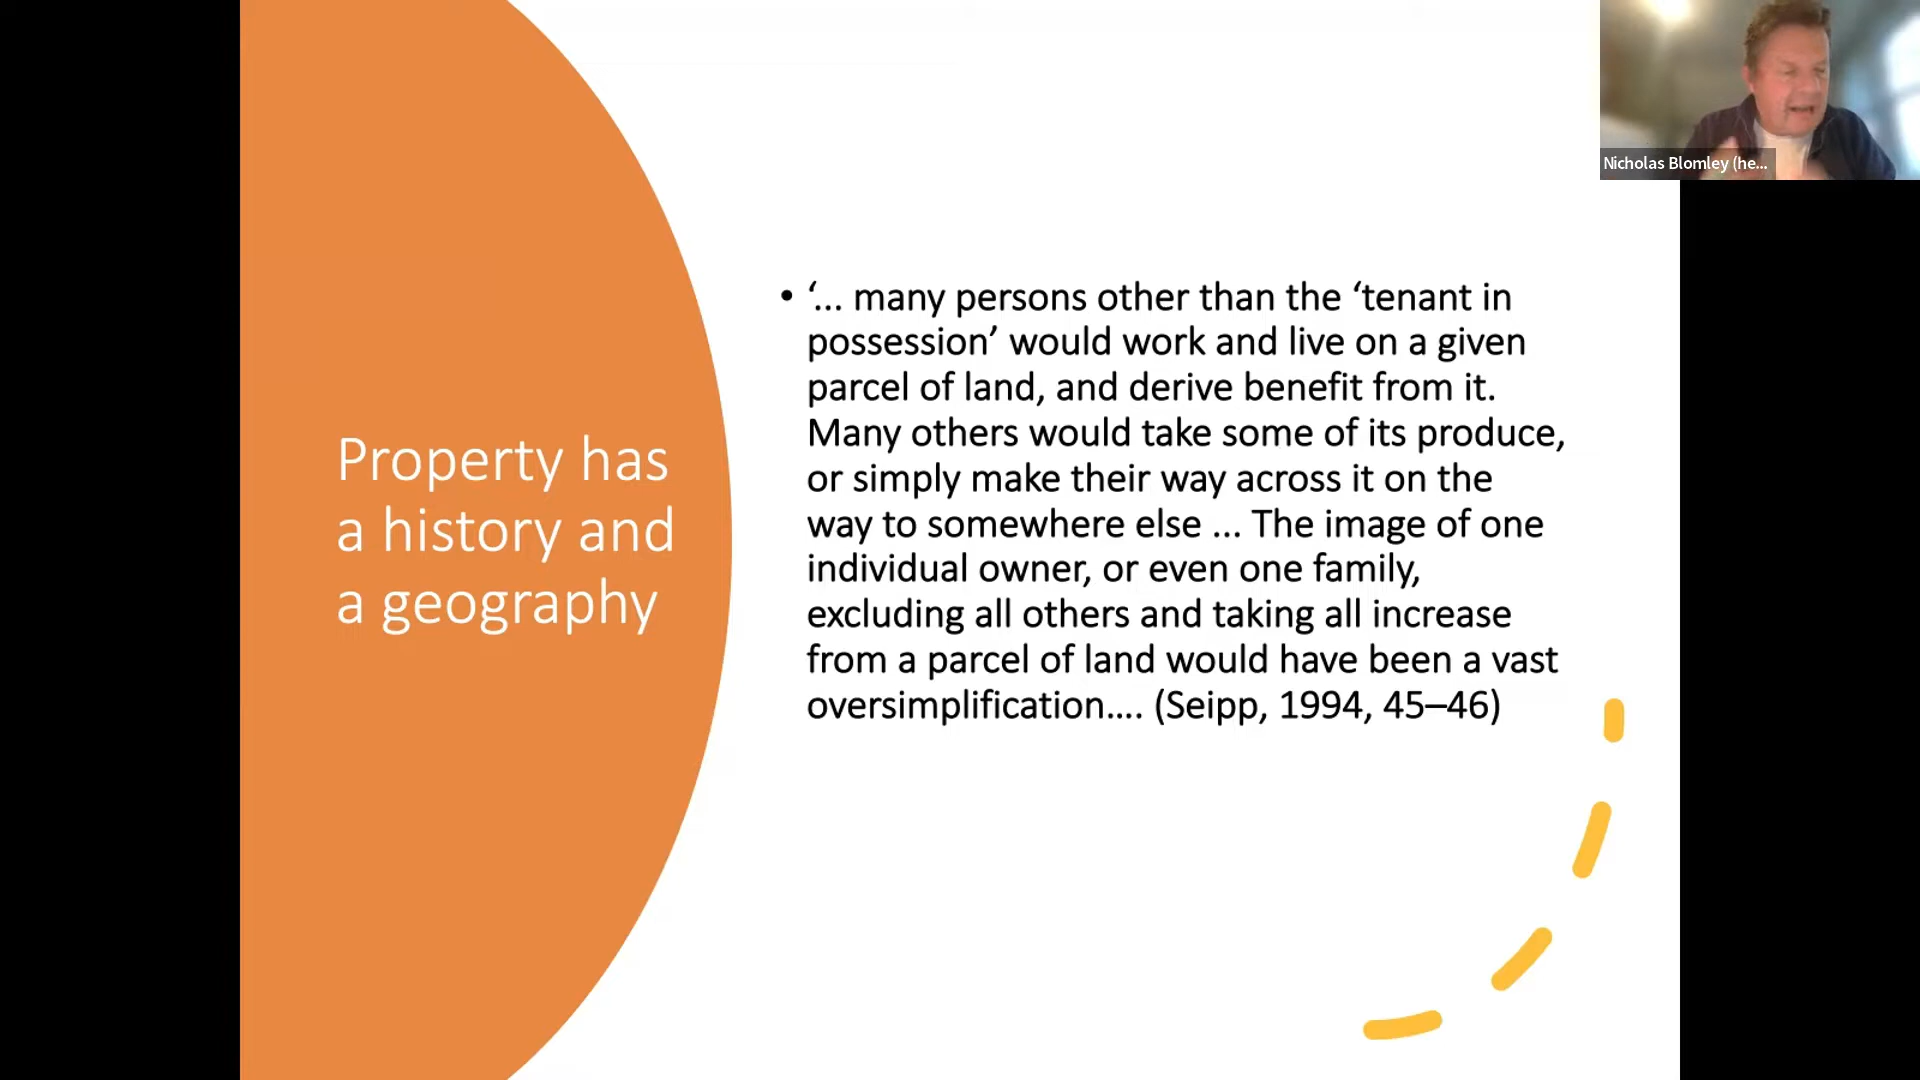 Property has
a history and
a geography
• ‘... many persons other than the ‘tenant in
possession’ would work and live on a given
parcel of land, and derive benefit from it.
Many others would take some of its produce,
or simply make their way across it on the
way to somewhere else ... The image of one
individual owner, or even one family,
excluding all others and taking all increase
from a parcel of land would have been a vast
oversimplification.... (Seipp, 1994, 45–46)
Nicholas Blomley (he...